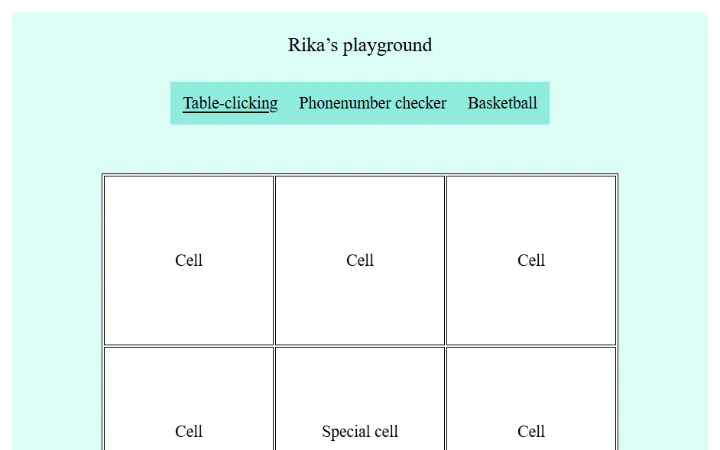 Rika’s playground
Table-clicking Phonenumber checker Basketball
Cell Cell Cell
Cell Special cell Cell